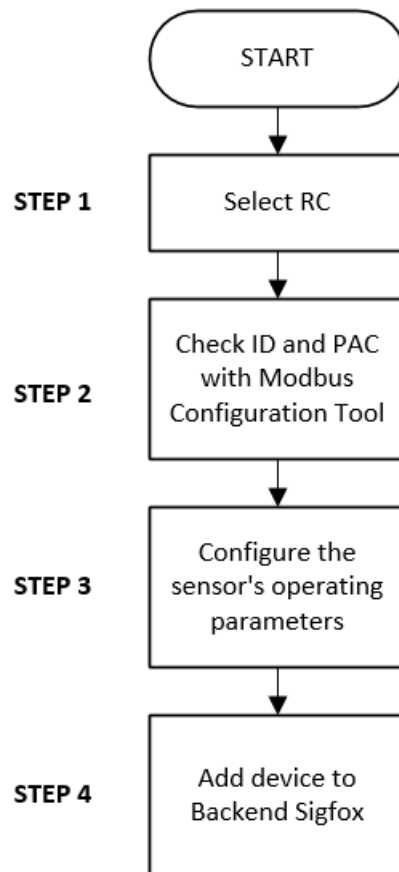 START
STEP 1
Select RC
STEP 2
Check ID and PAC
with Modbus
Configuration Tool
STEP 3
Configure the
sensor's operating
parameters
STEP 4
Add device to
Backend Sigfox